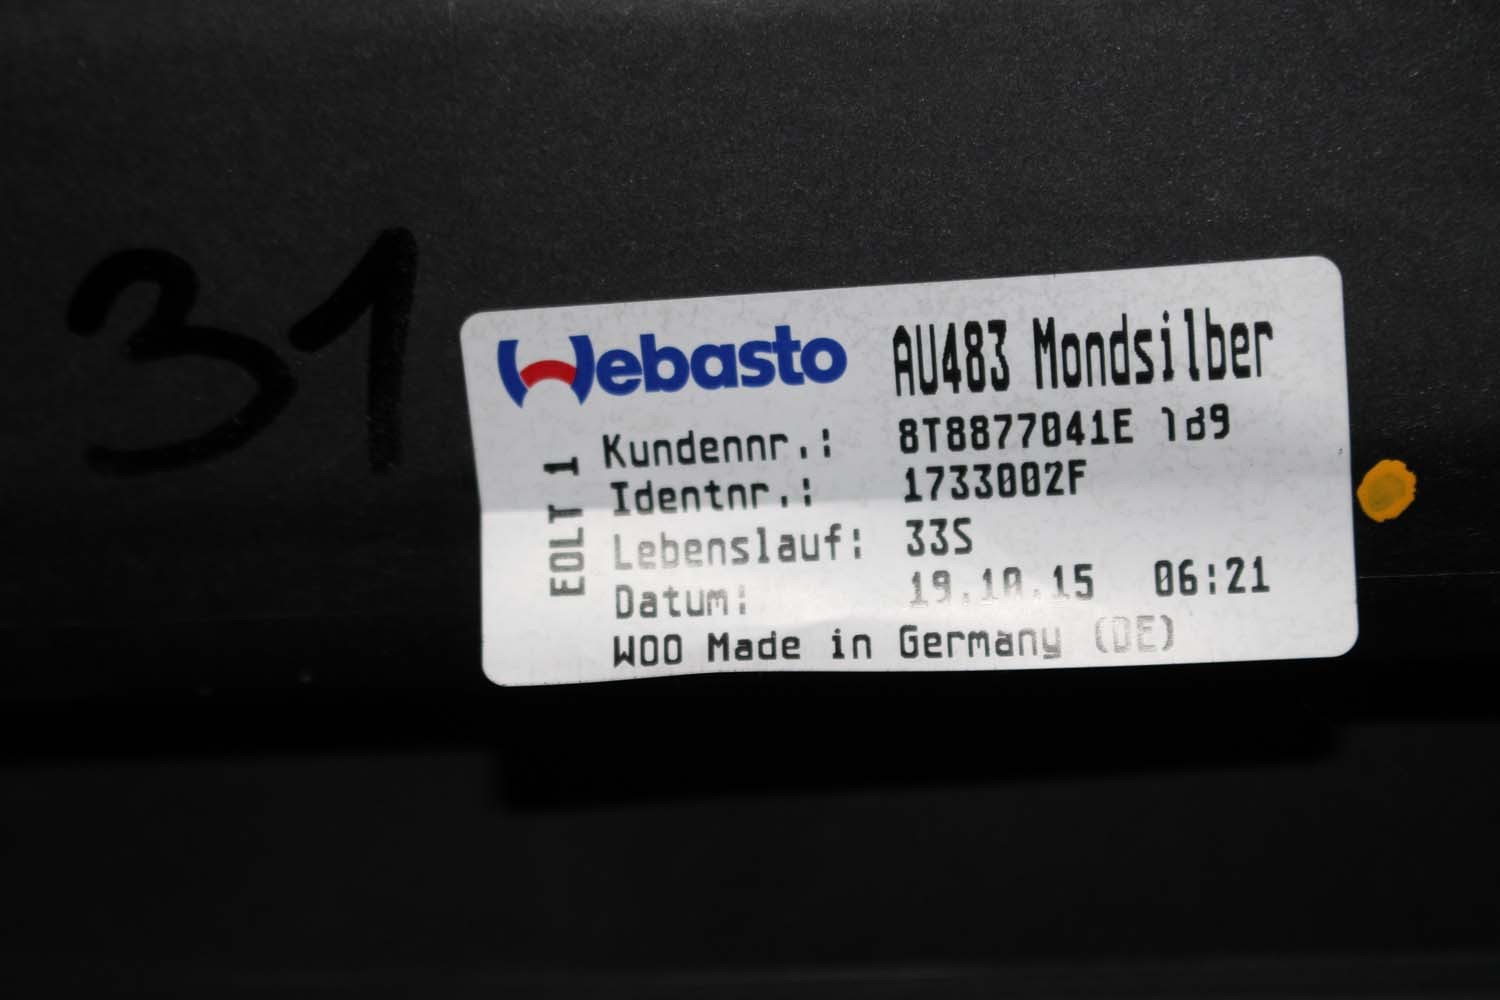 31
Webasto AU483 Mondsilber
EOLT 1
Kundennr.: 8T8877041E 1d9
Identnr.: 1733002F
Lebenslauf: 33S
Datum: 19.10.15 06:21
WOO Made in Germany (DE)